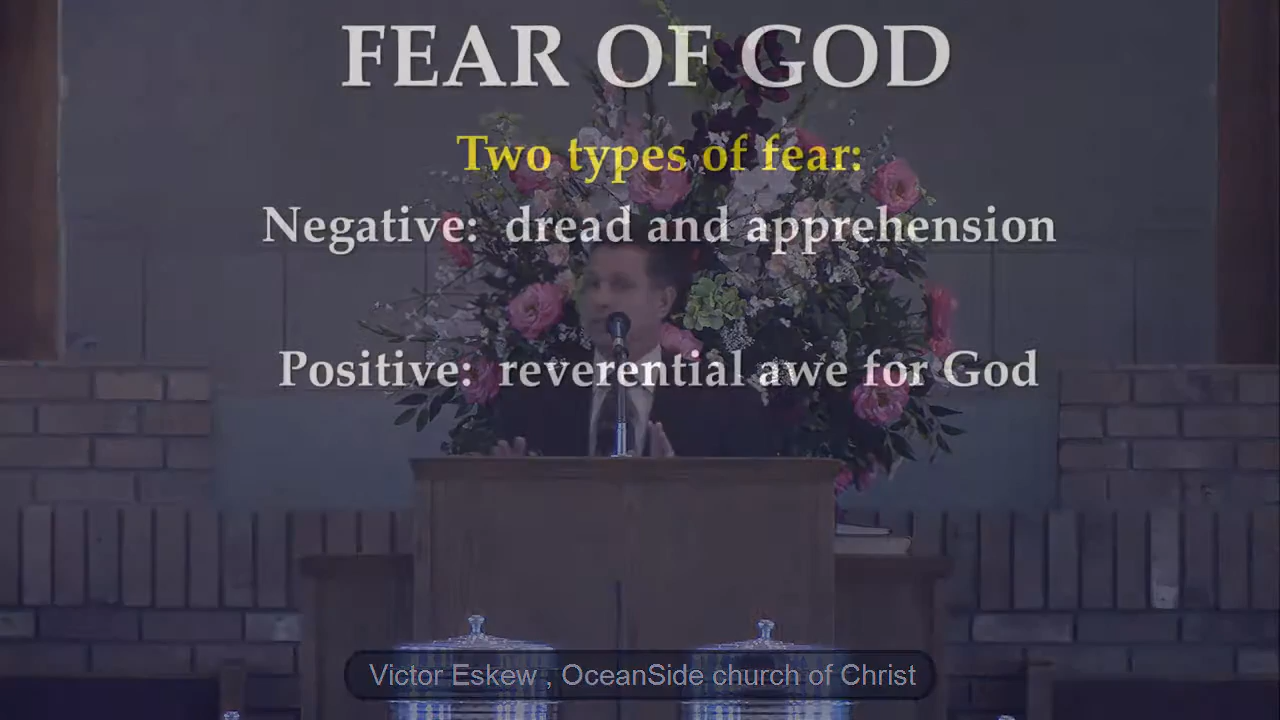 FEAR OF GOD
Two types of fear:
Negative: dread and apprehension
Positive: reverential awe for God
Victor Eskew , OceanSide church of Christ